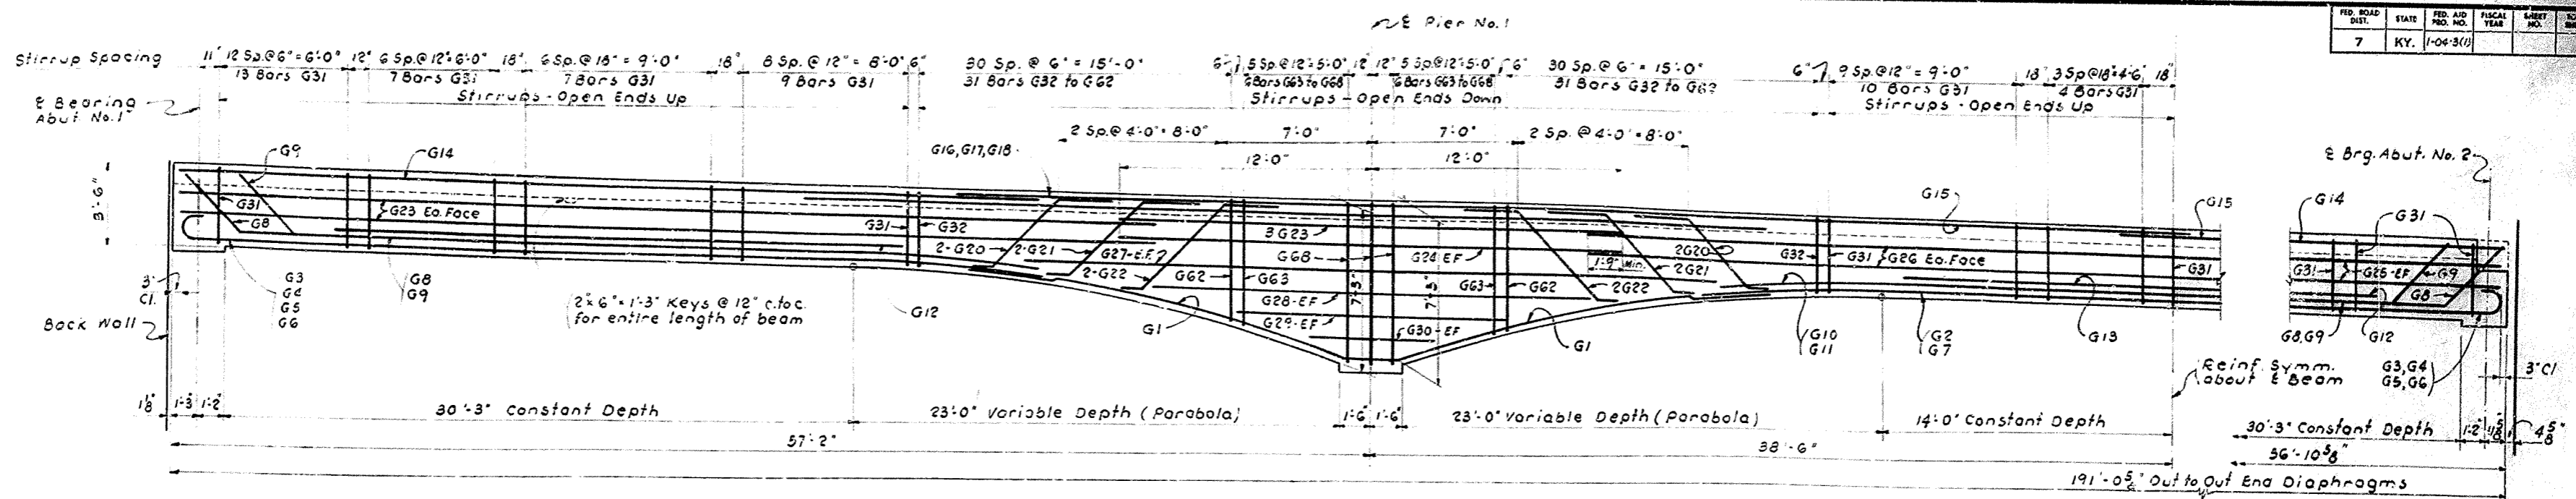 ℄ Pier No.1
FED. ROAD DIST.
STATE
FED. AID PRO. NO.
FISCAL YEAR
SHEET NO.
7
KY.
1-04-3(1)
Stirrup Spacing
11" 12 Sp.@6"=6'-0" 12" 6 Sp.@12"=6'-0" 18" 6 Sp.@18"=9'-0" 18" 8 Sp.@12"=8'-0" 6" 30 Sp.@6"=15'-0" 6" 5 Sp.@12"=5'-0" 12" 12" 5 Sp.@12"=5'-0" 6" 30 Sp.@6"=15'-0" 6" 9 Sp.@12"=9'-0" 18" 3 Sp@18"=4'-6" 18"
13 Bars G31 7 Bars G31 7 Bars G31 9 Bars G31 31 Bars G32 to G62 6 Bars G63 to G68 6 Bars G63 to G68 31 Bars G32 to G62 10 Bars G31 4 Bars G31
Stirrups - Open Ends Up
Stirrups - Open Ends Down
Stirrups - Open Ends Up
℄ Bearing
Abut. No.1
2 Sp.@4'-0"=8'-0" 7'-0" 7'-0" 2 Sp.@4'-0"=8'-0"
12'-0" 12'-0"
℄ Brg. Abut. No. 2
G9
G14
G16, G17, G18
G15
G15
G14
G31
3'-6"
G31
G8
G23 Ea. Face
G31
G32
2-G20
2-G21
G27-E.F.
2-G22
G62
G63
3 G23
G68
G24-EF
7'-5"
7'-5"
1'-9" Min.
2G20
2G21
2G22
G63
G62
G28-EF
G29-EF
G30-EF
G32
G31
G26 Ea. Face
G31
G31
G25-EF
G9
G8
3"
Cl.
G3
G4
G5
G6
G8
G9
2"x 6"x 1'-3" Keys @ 12" c.to c.
for entire length of beam
G12
G1
G1
G10
G11
G2
G7
G13
G8,G9
G12
Back Wall
Reinf. Symm.
about ℄ Beam
G3,G4
G5,G6
3" Cl.
1'-3" 1'-2" 30'-3" Constant Depth 23'-0" Variable Depth (Parabola) 1'-6" 1'-6" 23'-0" Variable Depth (Parabola) 14'-0" Constant Depth 30'-3" Constant Depth 1'-2" 4 5/8"
57'-2" 38'-6" 56'-10 5/8"
191'-0 5/8" Out to Out End Diaphragms